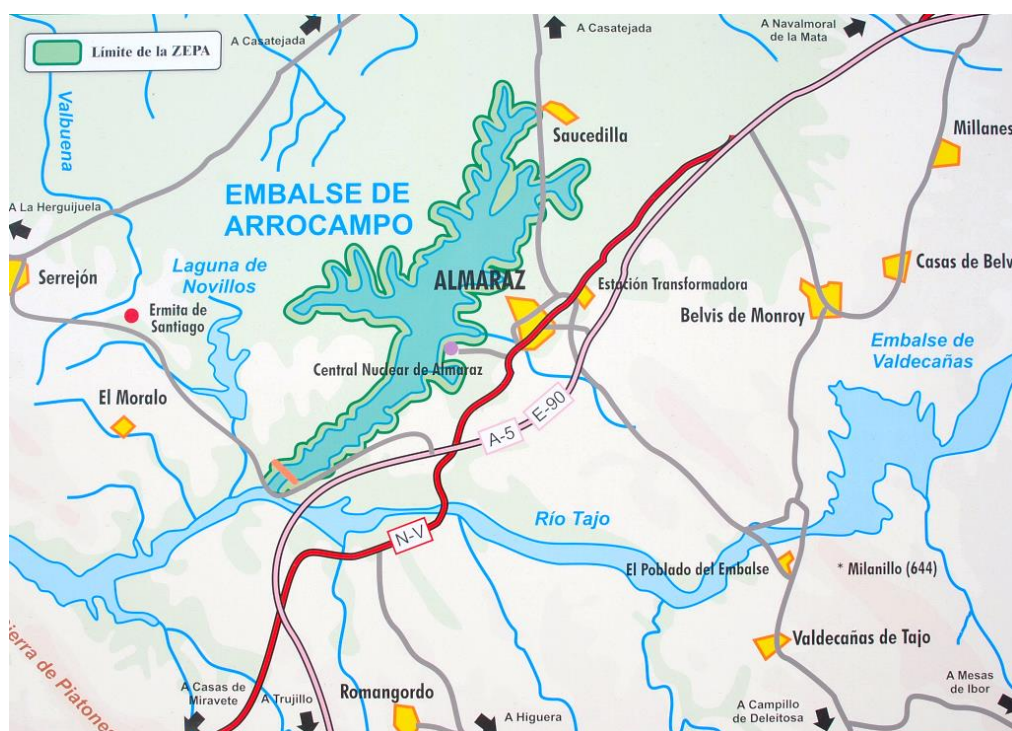 A Casatejada
A Casatejada
A Navalmoral
de la Mata
Límite de la ZEPA
Valbuena
Saucedilla
Millanes
EMBALSE DE
ARROCAMPO
A La Herguijuela
Serrejón
Laguna de
Novillos
ALMARAZ
Estación Transformadora
Casas de Belv
Ermita de
Santiago
Belvis de Monroy
Embalse de
Valdecañas
Central Nuclear de Almaraz
El Moralo
E-90
A-5
Río Tajo
N-V
El Poblado del Embalse
* Milanillo (644)
Valdecañas de Tajo
ierra de Piatones
A Casas de
Miravete
A Trujillo
Romangordo
A Higuera
A Campillo
de Deleitosa
A Mesas
de Ibor